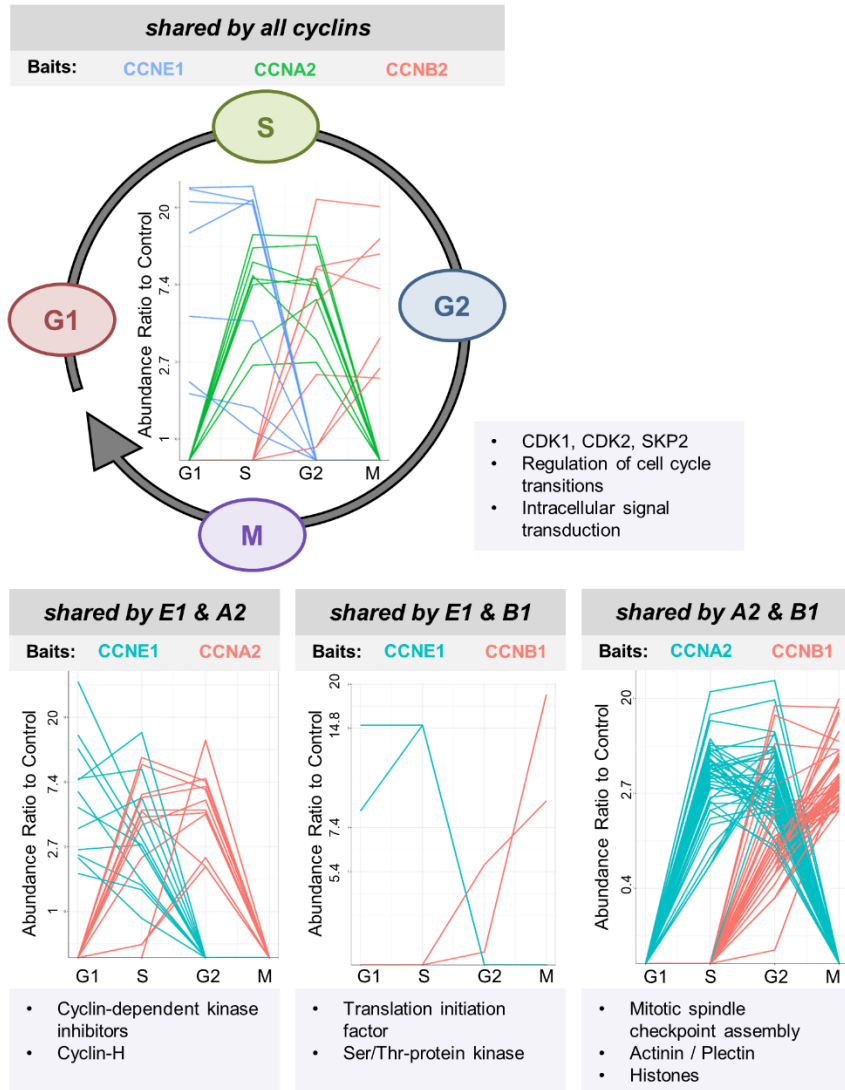 shared by all cyclins
Baits: CCNE1 CCNA2 CCNB2
S
G1
G2
M
Abundance Ratio to Control
20
7.4
2.7
1
G1 S G2 M
• CDK1, CDK2, SKP2
• Regulation of cell cycle
transitions
• Intracellular signal
transduction
shared by E1 & A2
Baits: CCNE1 CCNA2
Abundance Ratio to Control
20
7.4
2.7
1
G1 S G2 M
• Cyclin-dependent kinase
inhibitors
• Cyclin-H
shared by E1 & B1
Baits: CCNE1 CCNB1
Abundance Ratio to Control
20
14.8
7.4
5.4
G1 S G2 M
• Translation initiation
factor
• Ser/Thr-protein kinase
shared by A2 & B1
Baits: CCNA2 CCNB1
Abundance Ratio to Control
20
2.7
0.4
G1 S G2 M
• Mitotic spindle
checkpoint assembly
• Actinin / Plectin
• Histones